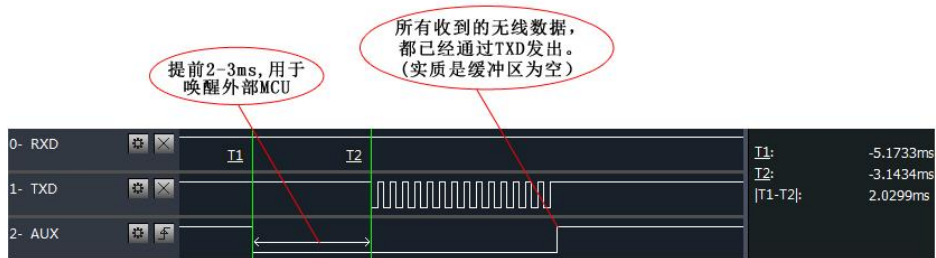 所有收到的无线数据，
都已经通过TXD发出。
(实质是缓冲区为空)
提前2-3ms,用于
唤醒外部MCU
0- RXD
T1
T2
1- TXD
2- AUX
T1: -5.1733ms
T2: -3.1434ms
|T1-T2|: 2.0299ms